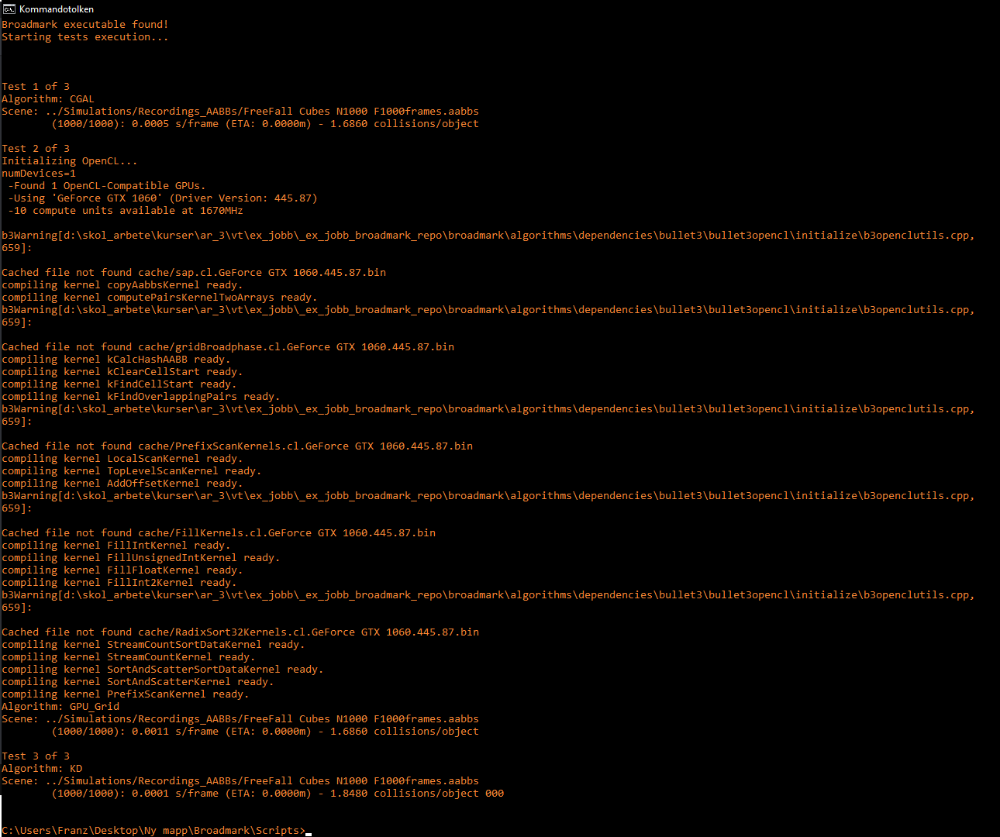 Kommandotolken
Broadmark executable found!
Starting tests execution...
Test 1 of 3
Algorithm: CGAL
Scene: ../Simulations/Recordings_AABBs/FreeFall Cubes N1000 F1000frames.aabbs
(1000/1000): 0.0005 s/frame (ETA: 0.0000m) - 1.6860 collisions/object
Test 2 of 3
Initializing OpenCL...
numDevices=1
-Found 1 OpenCL-Compatible GPUs.
-Using 'GeForce GTX 1060' (Driver Version: 445.87)
-10 compute units available at 1670MHz
b3Warning[d:\skol_arbete\kurser\ar_3\vt\ex_jobb\_ex_jobb_broadmark_repo\broadmark\algorithms\dependencies\bullet3\bullet3opencl\initialize\b3openclutils.cpp,
659]:
Cached file not found cache/sap.cl.GeForce GTX 1060.445.87.bin
compiling kernel copyAabbsKernel ready.
compiling kernel computePairsKernelTwoArrays ready.
b3Warning[d:\skol_arbete\kurser\ar_3\vt\ex_jobb\_ex_jobb_broadmark_repo\broadmark\algorithms\dependencies\bullet3\bullet3opencl\initialize\b3openclutils.cpp,
659]:
Cached file not found cache/gridBroadphase.cl.GeForce GTX 1060.445.87.bin
compiling kernel kCalcHashAABB ready.
compiling kernel kClearCellStart ready.
compiling kernel kFindCellStart ready.
compiling kernel kFindOverlappingPairs ready.
b3Warning[d:\skol_arbete\kurser\ar_3\vt\ex_jobb\_ex_jobb_broadmark_repo\broadmark\algorithms\dependencies\bullet3\bullet3opencl\initialize\b3openclutils.cpp,
659]:
Cached file not found cache/PrefixScanKernels.cl.GeForce GTX 1060.445.87.bin
compiling kernel LocalScanKernel ready.
compiling kernel TopLevelScanKernel ready.
compiling kernel AddOffsetKernel ready.
b3Warning[d:\skol_arbete\kurser\ar_3\vt\ex_jobb\_ex_jobb_broadmark_repo\broadmark\algorithms\dependencies\bullet3\bullet3opencl\initialize\b3openclutils.cpp,
659]:
Cached file not found cache/FillKernels.cl.GeForce GTX 1060.445.87.bin
compiling kernel FillIntKernel ready.
compiling kernel FillUnsignedIntKernel ready.
compiling kernel FillFloatKernel ready.
compiling kernel FillInt2Kernel ready.
b3Warning[d:\skol_arbete\kurser\ar_3\vt\ex_jobb\_ex_jobb_broadmark_repo\broadmark\algorithms\dependencies\bullet3\bullet3opencl\initialize\b3openclutils.cpp,
659]:
Cached file not found cache/RadixSort32Kernels.cl.GeForce GTX 1060.445.87.bin
compiling kernel StreamCountSortDataKernel ready.
compiling kernel StreamCountKernel ready.
compiling kernel SortAndScatterSortDataKernel ready.
compiling kernel SortAndScatterKernel ready.
compiling kernel PrefixScanKernel ready.
Algorithm: GPU_Grid
Scene: ../Simulations/Recordings_AABBs/FreeFall Cubes N1000 F1000frames.aabbs
(1000/1000): 0.0011 s/frame (ETA: 0.0000m) - 1.6860 collisions/object
Test 3 of 3
Algorithm: KD
Scene: ../Simulations/Recordings_AABBs/FreeFall Cubes N1000 F1000frames.aabbs
(1000/1000): 0.0001 s/frame (ETA: 0.0000m) - 1.8480 collisions/object 000
C:\Users\Franz\Desktop\Ny mapp\Broadmark\Scripts>